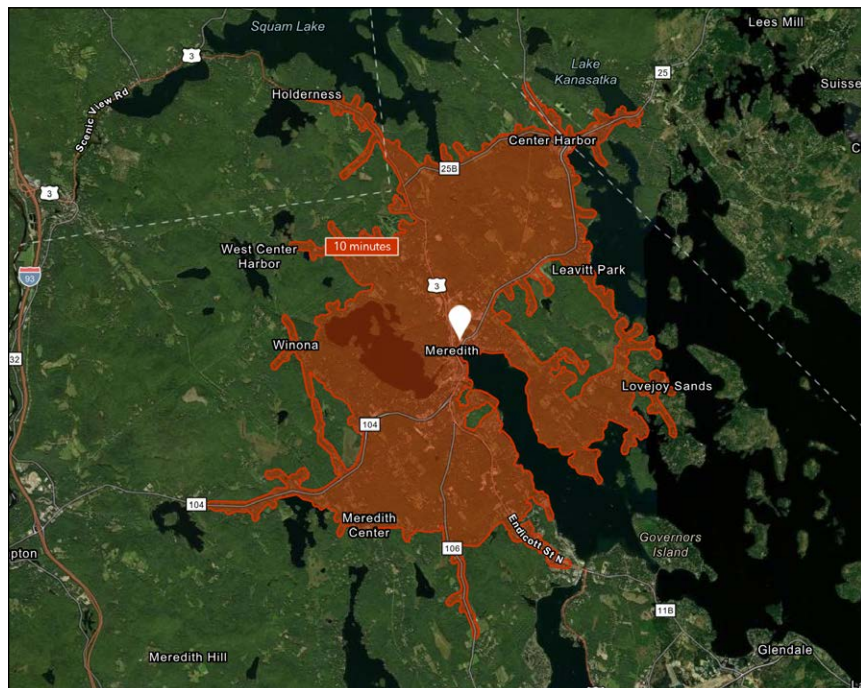 Squam Lake
Lees Mill
3
Lake
Kanasatka
25
Scenic View Rd
Holderness
Center Harbor
25B
3
West Center
Harbor
10 minutes
93
Leavitt Park
3
Winona
Meredith
32
Lovejoy Sands
104
104
Meredith
Center
Endicott St N
106
Governors
Island
11B
Meredith Hill
Glendale